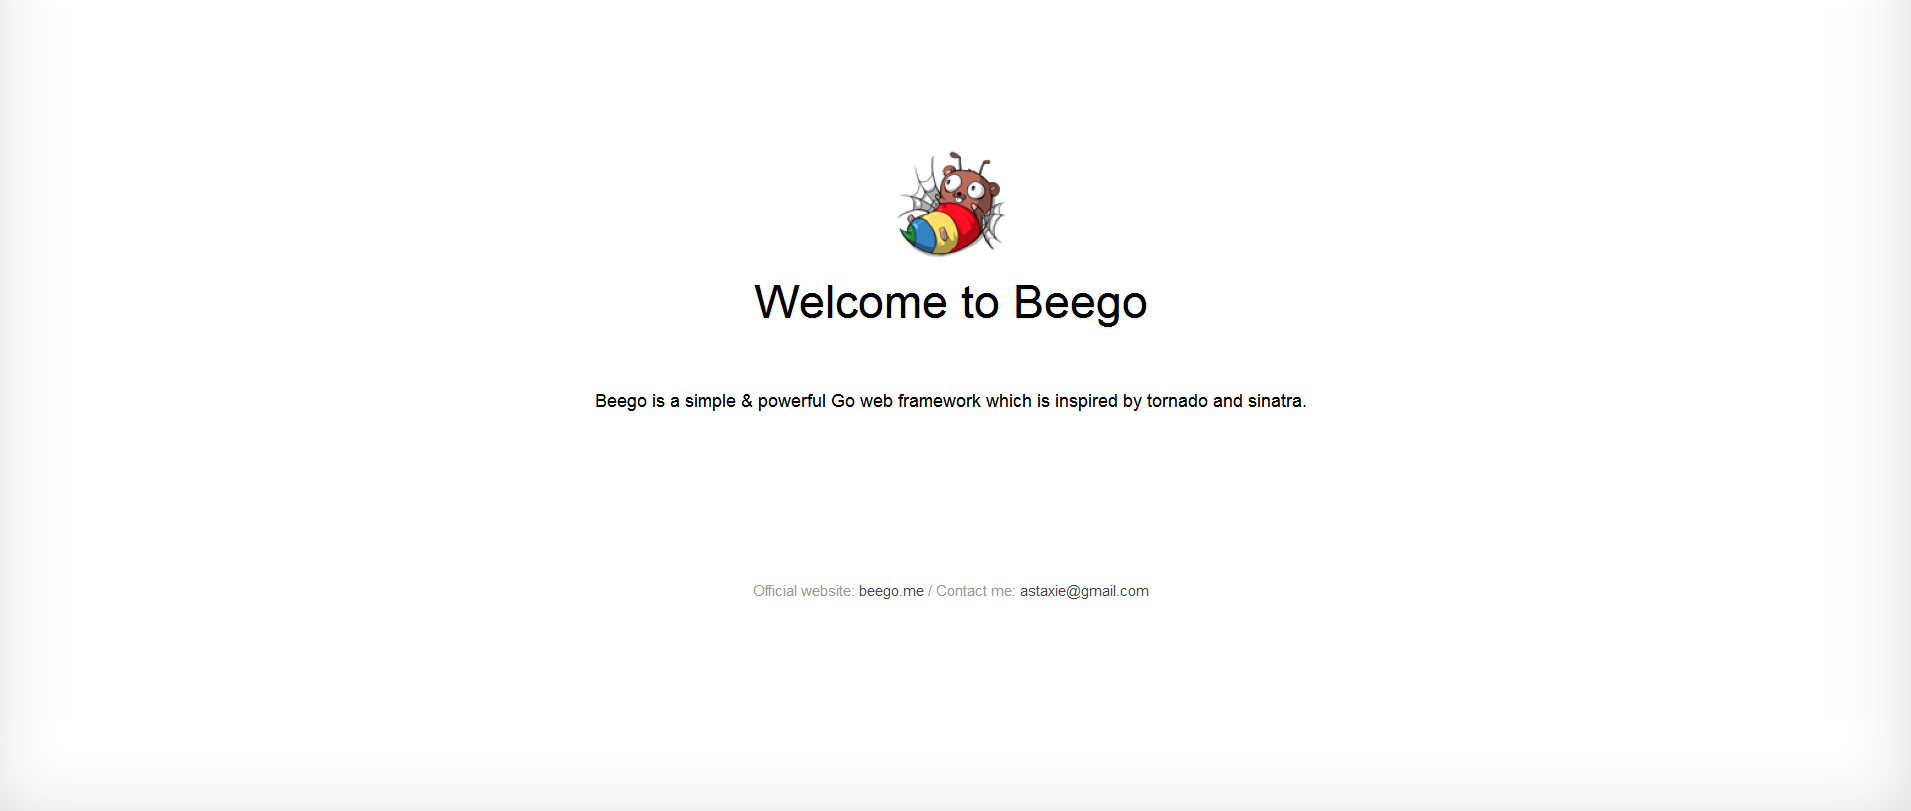 Welcome to Beego
Beego is a simple & powerful Go web framework which is inspired by tornado and sinatra.
Official website: beego.me / Contact me: astaxie@gmail.com